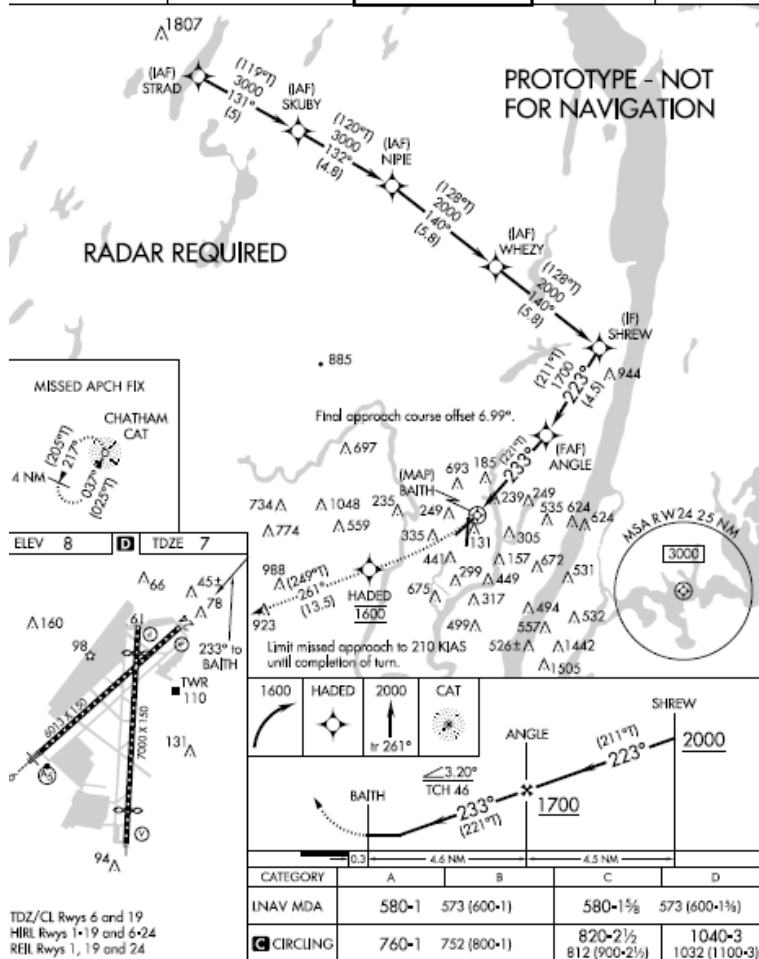 1807
(IAF)
STRAD
(119°T)
3000
131°
(5)
(IAF)
SKUBY
(120°T)
3000
132°
(4.8)
(IAF)
NIPIE
(128°T)
2000
140°
(5.8)
(IAF)
WHEZY
(128°T)
2000
140°
(5.8)
(IF)
SHREW
PROTOTYPE - NOT
FOR NAVIGATION
RADAR REQUIRED
885
(211°T)
1700
223°
(4.5)
944
MISSED APCH FIX
CHATHAM
CAT
(205°T)
217°
4 NM
037°
(025°T)
Final approach course offset 6.99°.
(221°T)
233°
(FAF)
ANGLE
697
693
185
(MAP)
BAITH
734
1048
235
249
239
249
535
624
624
774
559
335
131
305
441
157
672
988
299
449
531
(249°T)
261°
(13.5)
675
317
HADED
1600
923
494
532
499
557
526±
1442
1505
Limit missed approach to 210 KIAS
until completion of turn.
MSA RW24 25 NM
3000
ELEV 8
D
TDZE 7
66
45±
78
61
160
98
233° to
BAITH
TWR
110
6013 X 150
7000 X 150
131
A5
V
94
TDZ/CL Rwys 6 and 19
HIRL Rwys 1-19 and 6-24
REIL Rwys 1, 19 and 24
1600
HADED
2000
tr 261°
CAT
SHREW
ANGLE
(211°T)
223°
2000
3.20°
TCH 46
BAITH
233°
(221°T)
1700
0.3
4.6 NM
4.5 NM
CATEGORY A B C D
LNAV MDA 580-1 573 (600-1) 580-1⅝ 573 (600-1⅝)
C CIRCLING 760-1 752 (800-1) 820-2½ 812 (900-2½) 1040-3 1032 (1100-3)